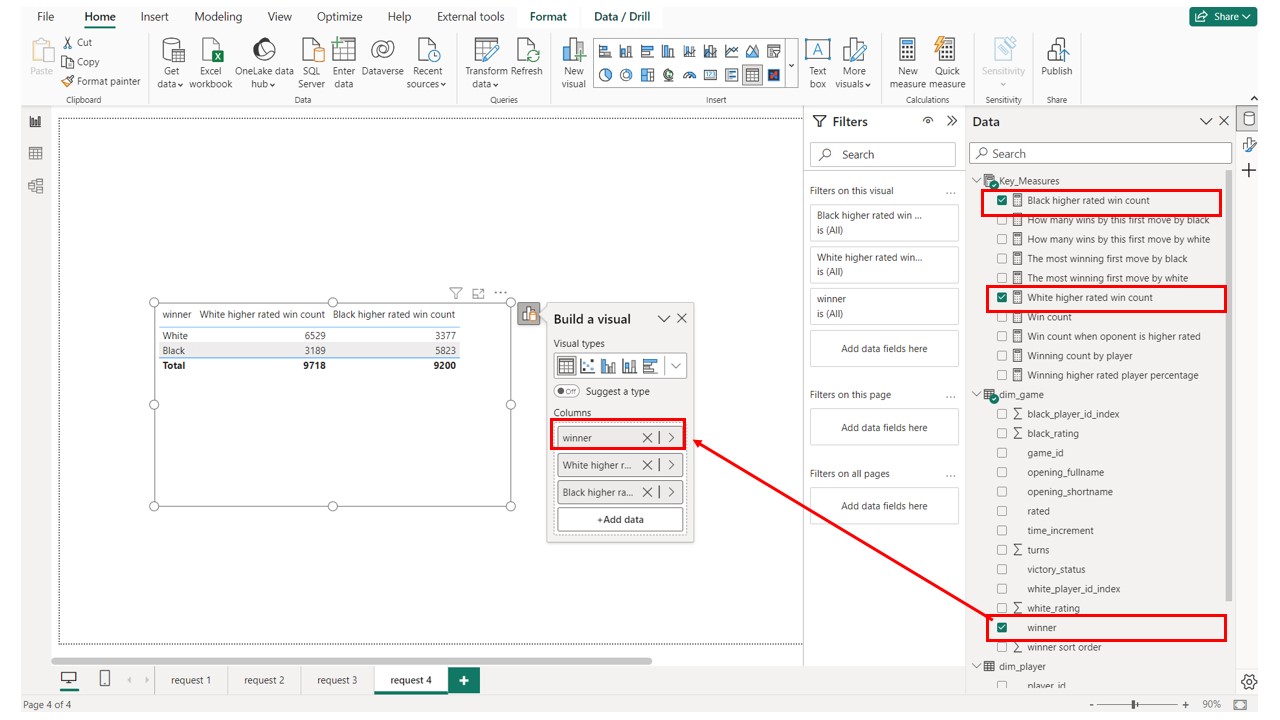 File Home Insert Modeling View Optimize Help External tools Format Data / Drill Share
Paste
Cut
Copy
Format painter
Clipboard
Get data
Excel workbook
OneLake data hub
SQL Server
Enter data
Dataverse
Recent sources
Data
Transform data
Refresh
Queries
New visual
Text box
More visuals
Insert
New measure
Quick measure
Calculations
Sensitivity
Sensitivity
Publish
Share
winner White higher rated win count Black higher rated win count
White 6529 3377
Black 3189 5823
Total 9718 9200
Build a visual
Visual types
Off Suggest a type
Columns
winner
White higher r...
Black higher ra...
+Add data
Filters
Search
Filters on this visual ...
Black higher rated win ...
is (All)
White higher rated win...
is (All)
winner
is (All)
Add data fields here
Filters on this page ...
Add data fields here
Filters on all pages ...
Add data fields here
Data
Search
Key_Measures
Black higher rated win count
How many wins by this first move by black
How many wins by this first move by white
The most winning first move by black
The most winning first move by white
White higher rated win count
Win count
Win count when oponent is higher rated
Winning count by player
Winning higher rated player percentage
dim_game
black_player_id_index
black_rating
game_id
opening_fullname
opening_shortname
rated
time_increment
turns
victory_status
white_player_id_index
white_rating
winner
winner sort order
dim_player
player_id
request 1 request 2 request 3 request 4 +
Page 4 of 4
- + 90%